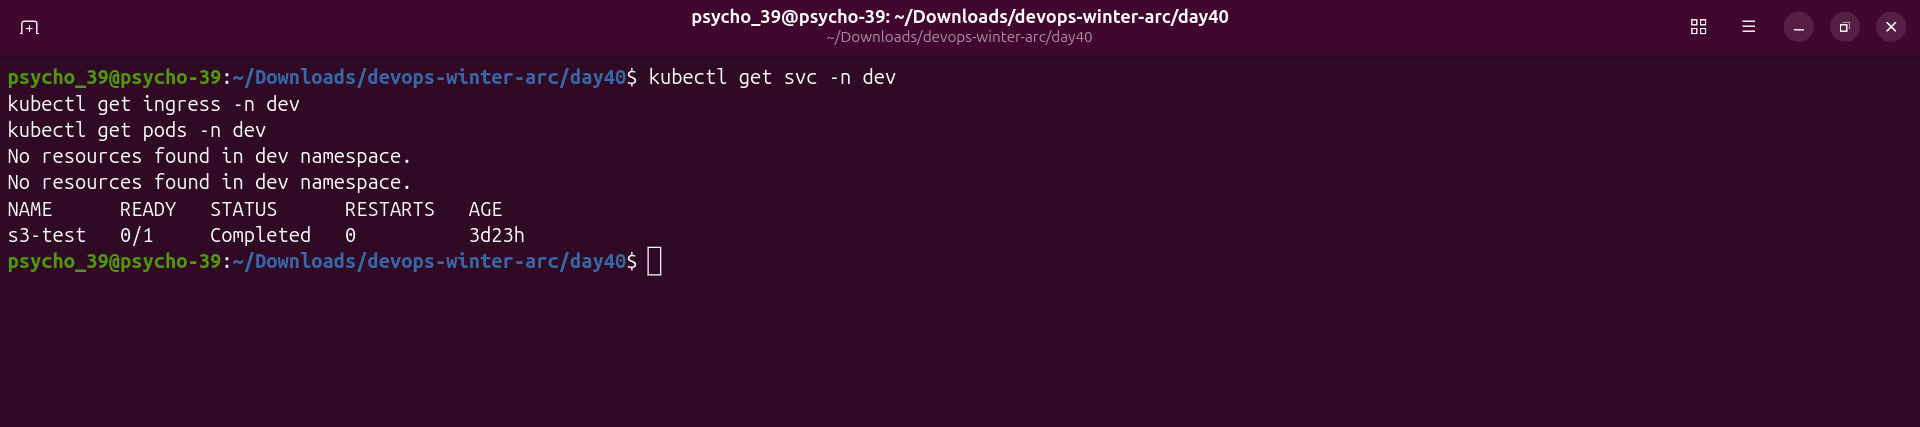 psycho_39@psycho-39: ~/Downloads/devops-winter-arc/day40
~/Downloads/devops-winter-arc/day40
psycho_39@psycho-39:~/Downloads/devops-winter-arc/day40$ kubectl get svc -n dev
kubectl get ingress -n dev
kubectl get pods -n dev
No resources found in dev namespace.
No resources found in dev namespace.
NAME      READY   STATUS      RESTARTS   AGE
s3-test   0/1     Completed   0          3d23h
psycho_39@psycho-39:~/Downloads/devops-winter-arc/day40$